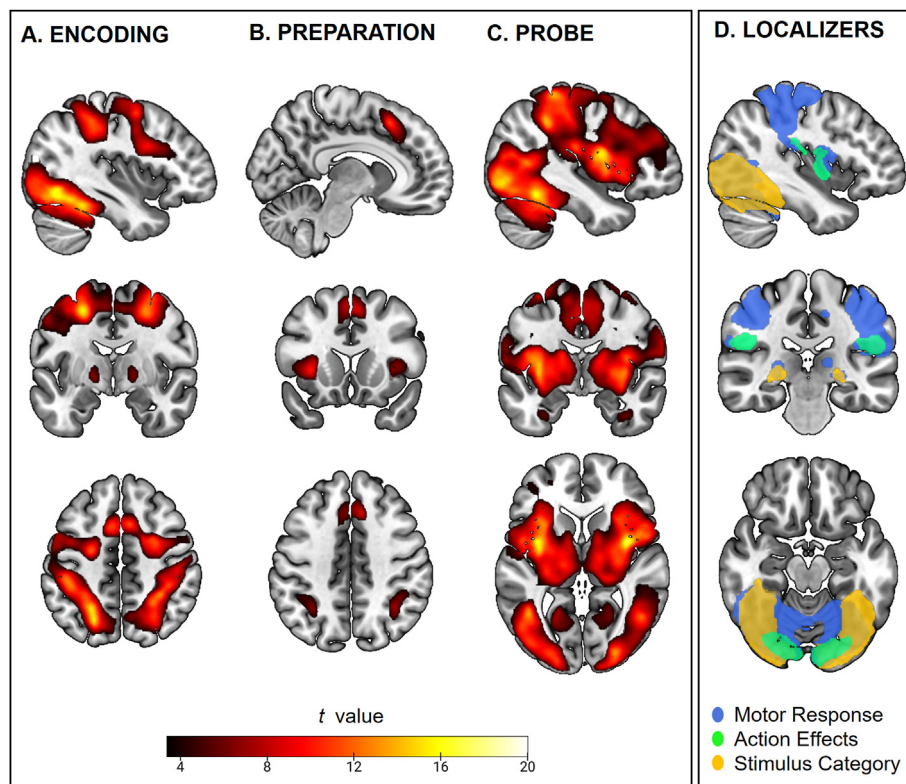 A. ENCODING
B. PREPARATION
C. PROBE
D. LOCALIZERS
t value
4
8
12
16
20
Motor Response
Action Effects
Stimulus Category